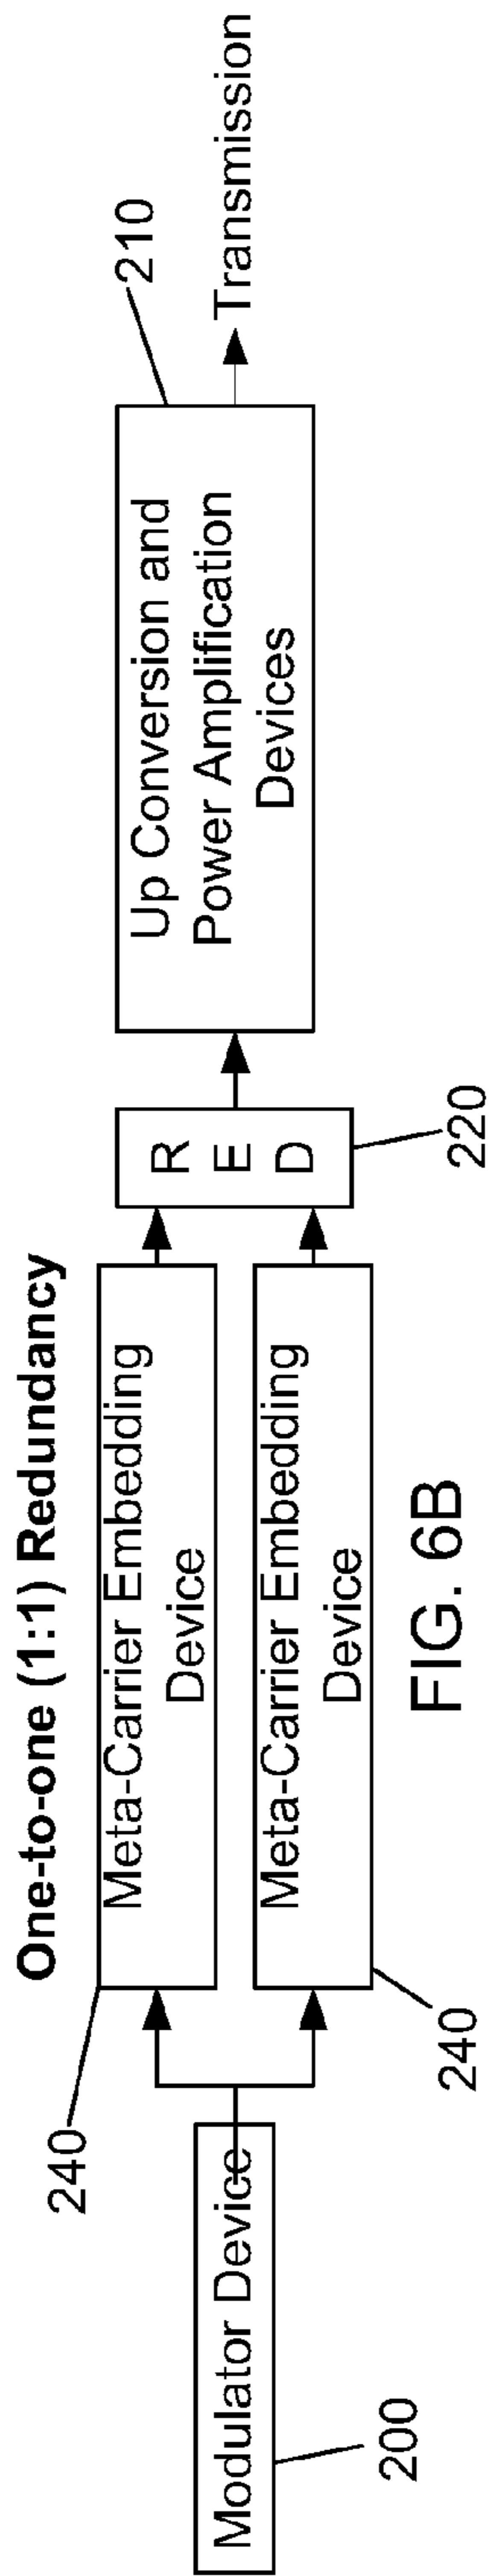 One-to-one (1:1) Redundancy
240
Meta-Carrier Embedding
Device
Modulator Device
200
Meta-Carrier Embedding
Device
240
R
E
D
220
Up Conversion and
Power Amplification
Devices
210
Transmission
FIG. 6B